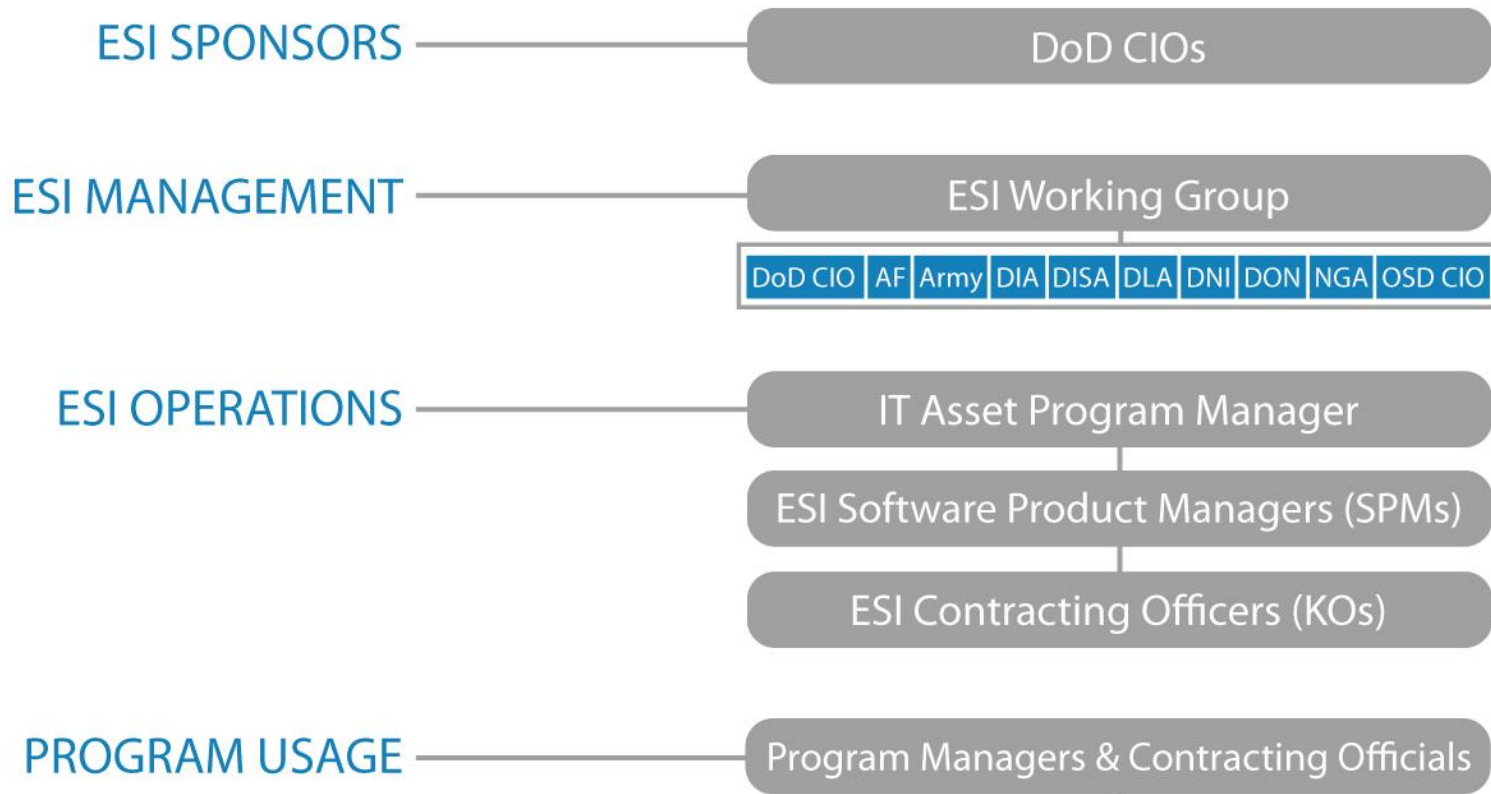 ESI SPONSORS
DoD CIOs
ESI MANAGEMENT
ESI Working Group
DoD CIO AF Army DIA DISA DLA DNI DON NGA OSD CIO
ESI OPERATIONS
IT Asset Program Manager
ESI Software Product Managers (SPMs)
ESI Contracting Officers (KOs)
PROGRAM USAGE
Program Managers & Contracting Officials